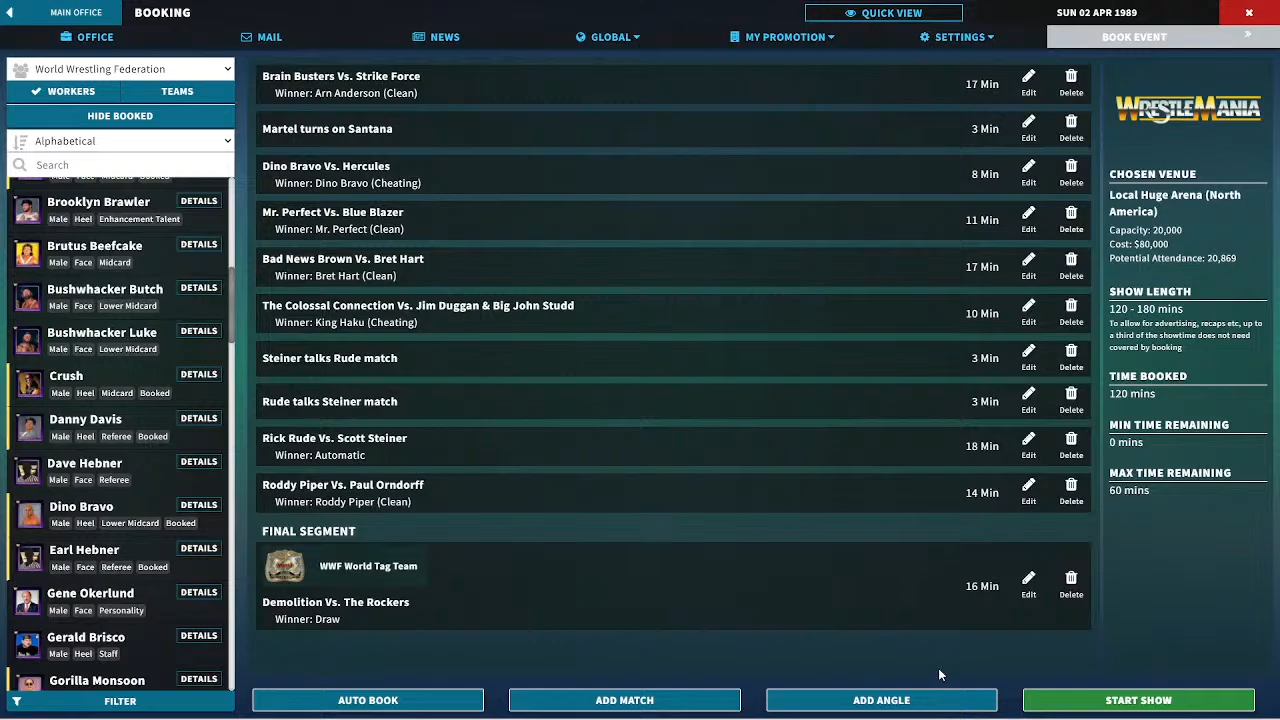 MAIN OFFICE
BOOKING
QUICK VIEW
SUN 02 APR 1989
OFFICE
MAIL
NEWS
GLOBAL
MY PROMOTION
SETTINGS
BOOK EVENT
World Wrestling Federation
WORKERS
TEAMS
HIDE BOOKED
Alphabetical
Search
Male Face Midcard Booked
Brooklyn Brawler
DETAILS
Male Heel Enhancement Talent
Brutus Beefcake
DETAILS
Male Face Midcard
Bushwhacker Butch
DETAILS
Male Face Lower Midcard
Bushwhacker Luke
DETAILS
Male Face Lower Midcard
Crush
DETAILS
Male Heel Midcard Booked
Danny Davis
DETAILS
Male Heel Referee Booked
Dave Hebner
DETAILS
Male Face Referee
Dino Bravo
DETAILS
Male Heel Lower Midcard Booked
Earl Hebner
DETAILS
Male Face Referee Booked
Gene Okerlund
DETAILS
Male Face Personality
Gerald Brisco
DETAILS
Male Heel Staff
Gorilla Monsoon
DETAILS
FILTER
Brain Busters Vs. Strike Force
Winner: Arn Anderson (Clean)
17 Min
Edit
Delete
Martel turns on Santana
3 Min
Edit
Delete
Dino Bravo Vs. Hercules
Winner: Dino Bravo (Cheating)
8 Min
Edit
Delete
Mr. Perfect Vs. Blue Blazer
Winner: Mr. Perfect (Clean)
11 Min
Edit
Delete
Bad News Brown Vs. Bret Hart
Winner: Bret Hart (Clean)
17 Min
Edit
Delete
The Colossal Connection Vs. Jim Duggan & Big John Studd
Winner: King Haku (Cheating)
10 Min
Edit
Delete
Steiner talks Rude match
3 Min
Edit
Delete
Rude talks Steiner match
3 Min
Edit
Delete
Rick Rude Vs. Scott Steiner
Winner: Automatic
18 Min
Edit
Delete
Roddy Piper Vs. Paul Orndorff
Winner: Roddy Piper (Clean)
14 Min
Edit
Delete
FINAL SEGMENT
WWF World Tag Team
Demolition Vs. The Rockers
Winner: Draw
16 Min
Edit
Delete
AUTO BOOK
ADD MATCH
ADD ANGLE
START SHOW
WRESTLEMANIA
CHOSEN VENUE
Local Huge Arena (North
America)
Capacity: 20,000
Cost: $80,000
Potential Attendance: 20,869
SHOW LENGTH
120 - 180 mins
To allow for advertising, recaps etc, up
to a third of the showtime does not need
covered by booking
TIME BOOKED
120 mins
MIN TIME REMAINING
0 mins
MAX TIME REMAINING
60 mins